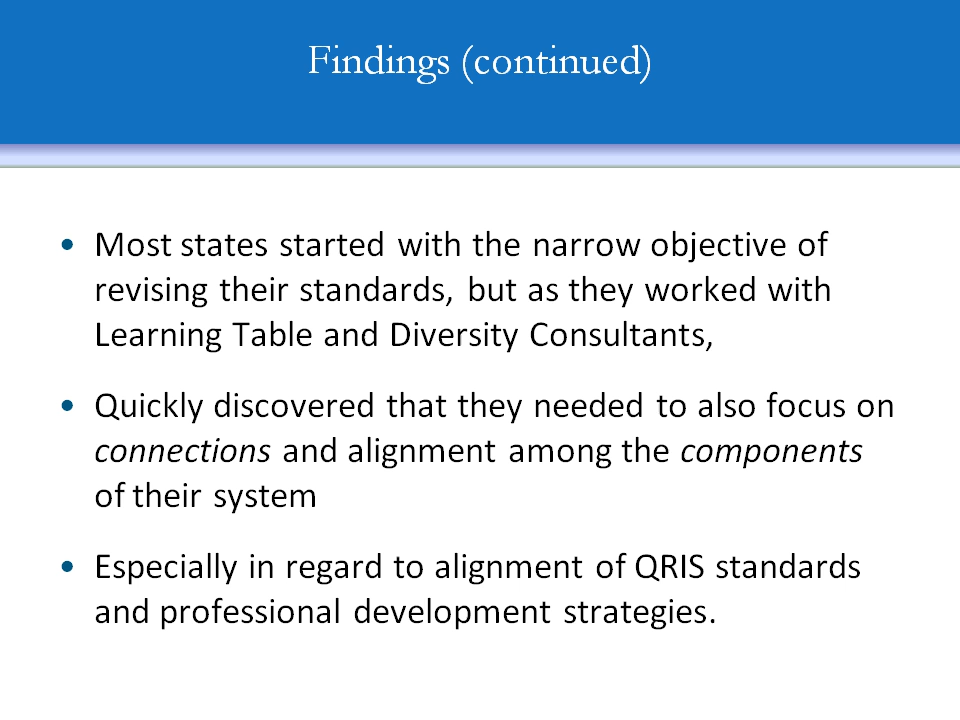 Findings (continued)
• Most states started with the narrow objective of
revising their standards, but as they worked with
Learning Table and Diversity Consultants,
• Quickly discovered that they needed to also focus on
connections and alignment among the components
of their system
• Especially in regard to alignment of QRIS standards
and professional development strategies.